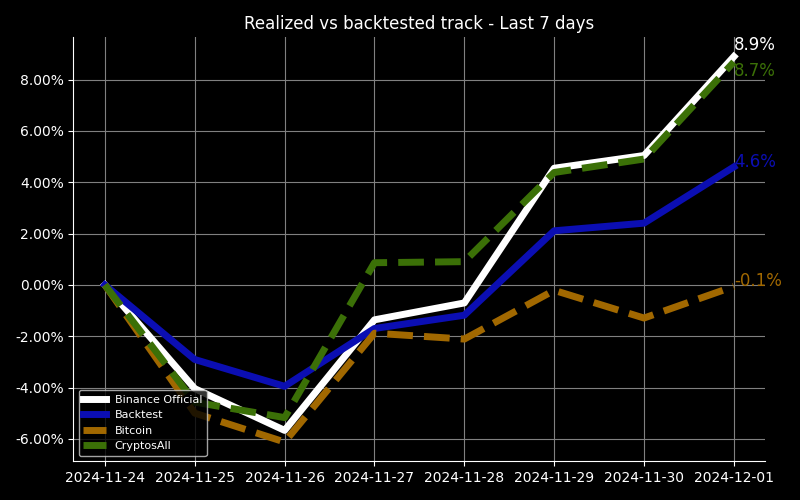 Realized vs backtested track - Last 7 days
8.9%
8.7%
4.6%
-0.1%
8.00%
6.00%
4.00%
2.00%
0.00%
-2.00%
-4.00%
-6.00%
Binance Official
Backtest
Bitcoin
CryptosAll
2024-11-24 2024-11-25 2024-11-26 2024-11-27 2024-11-28 2024-11-29 2024-11-30 2024-12-01